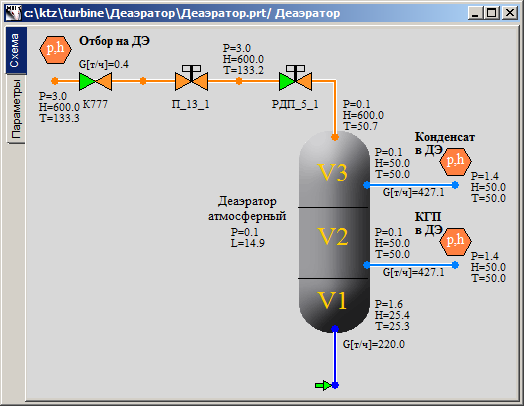 c:\ktz\turbine\Деаэратор\Деаэратор.prt/ Деаэратор
Схема
Параметры
p,h
Отбор на ДЭ
G[т/ч]=0.4
P=3.0
H=600.0
T=133.3
К777
P=3.0
H=600.0
T=133.2
П_13_1
РДП_5_1
P=0.1
H=600.0
T=50.7
Деаэратор
атмосферный
P=0.1
L=14.9
V3
V2
V1
Конденсат
в ДЭ
p,h
P=0.1
H=50.0
T=50.0
G[т/ч]=427.1
P=1.4
H=50.0
T=50.0
КГП
в ДЭ
p,h
P=0.1
H=50.0
T=50.0
G[т/ч]=427.1
P=1.4
H=50.0
T=50.0
P=1.6
H=25.4
T=25.3
G[т/ч]=220.0